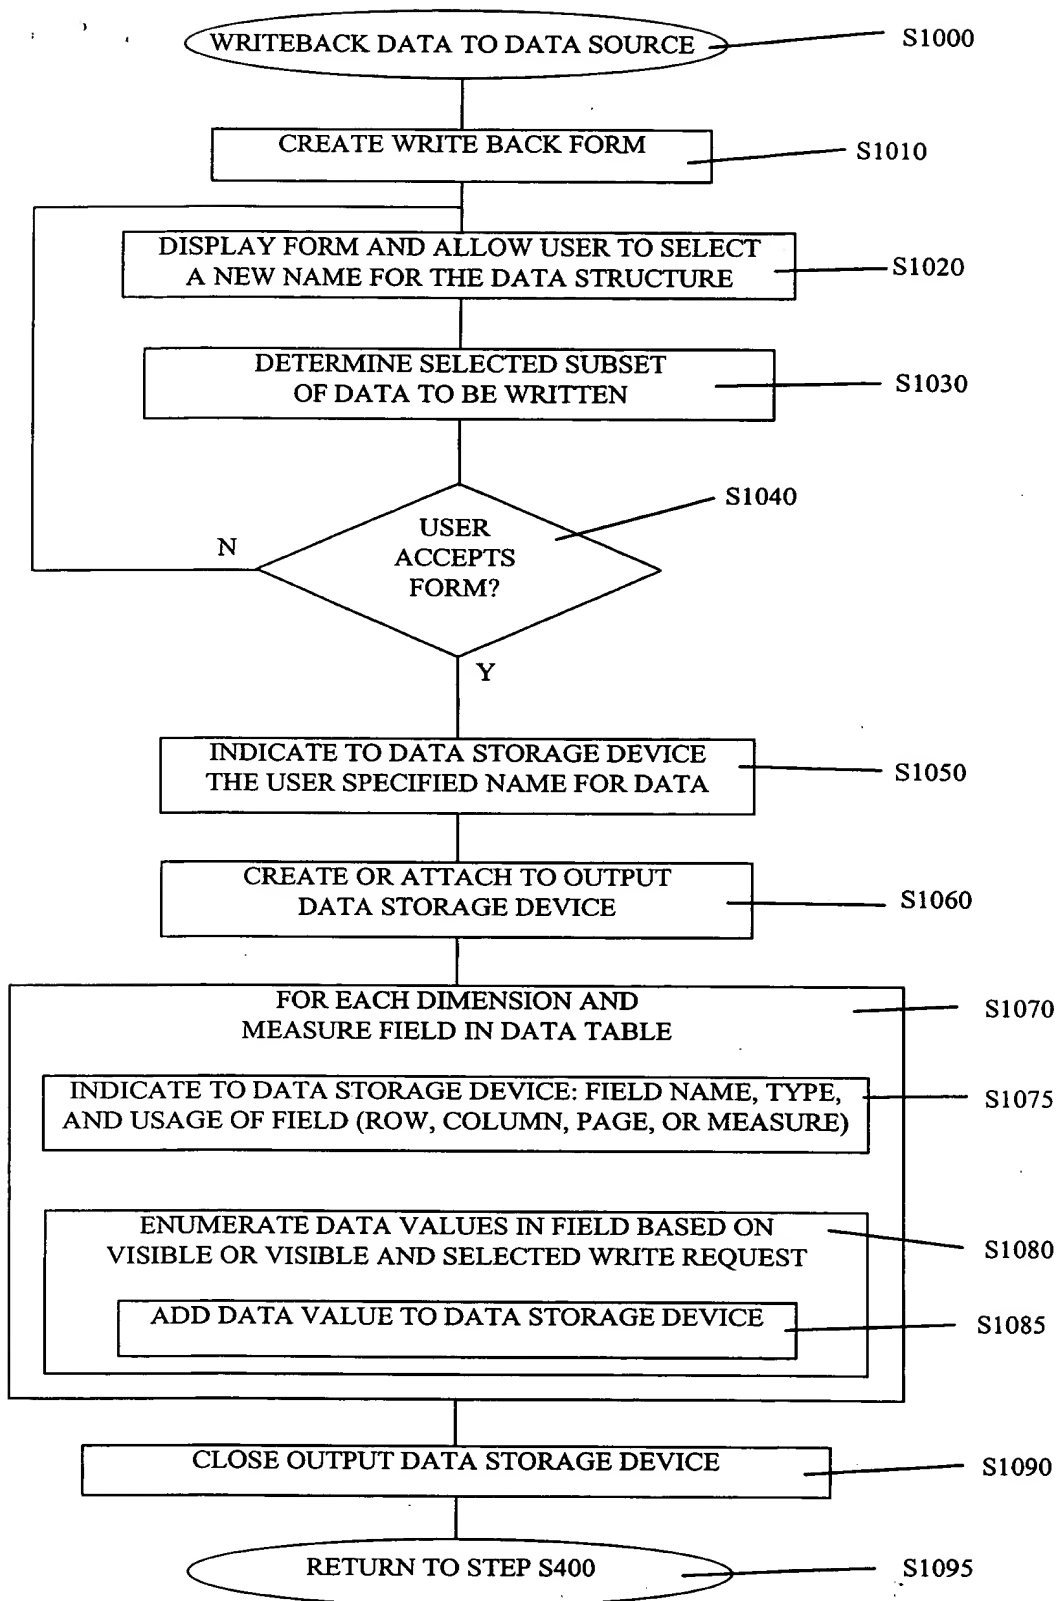 WRITEBACK DATA TO DATA SOURCE
S1000
CREATE WRITE BACK FORM
S1010
DISPLAY FORM AND ALLOW USER TO SELECT
A NEW NAME FOR THE DATA STRUCTURE
S1020
DETERMINE SELECTED SUBSET
OF DATA TO BE WRITTEN
S1030
S1040
USER
ACCEPTS
FORM?
N
Y
INDICATE TO DATA STORAGE DEVICE
THE USER SPECIFIED NAME FOR DATA
S1050
CREATE OR ATTACH TO OUTPUT
DATA STORAGE DEVICE
S1060
FOR EACH DIMENSION AND
MEASURE FIELD IN DATA TABLE
S1070
INDICATE TO DATA STORAGE DEVICE: FIELD NAME, TYPE,
AND USAGE OF FIELD (ROW, COLUMN, PAGE, OR MEASURE)
S1075
ENUMERATE DATA VALUES IN FIELD BASED ON
VISIBLE OR VISIBLE AND SELECTED WRITE REQUEST
S1080
ADD DATA VALUE TO DATA STORAGE DEVICE
S1085
CLOSE OUTPUT DATA STORAGE DEVICE
S1090
RETURN TO STEP S400
S1095